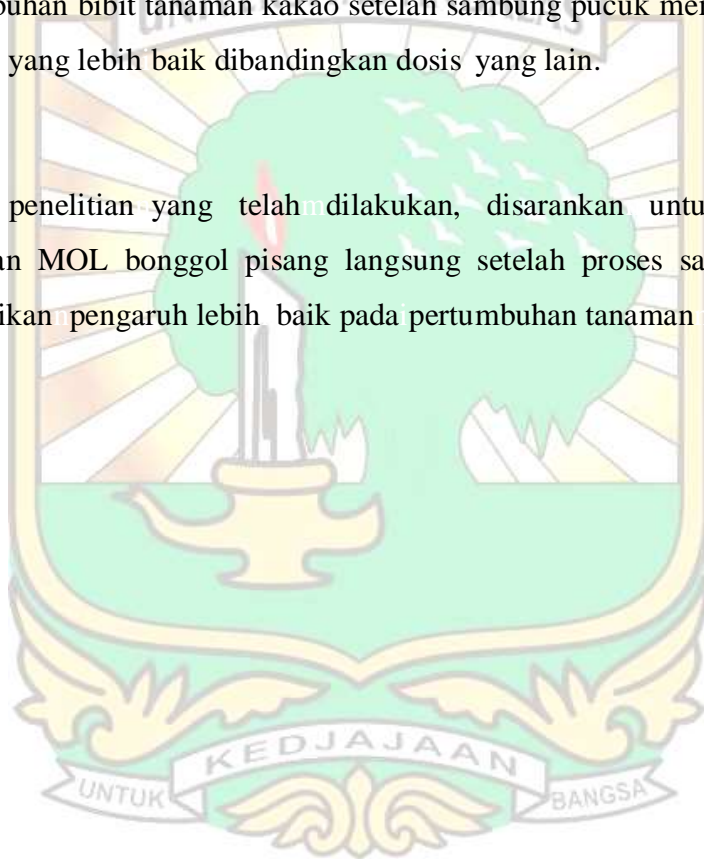 buhan bibit tanaman kakao setelah sambung pucuk me
yang lebih baik dibandingkan dosis yang lain.
penelitian yang telah dilakukan, disarankan untu
an MOL bonggol pisang langsung setelah proses sa
ikan pengaruh lebih baik pada pertumbuhan tanaman
KEDJAJAAN
UNTUK
BANGSA